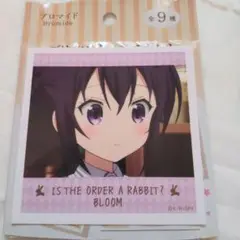 ブロマイド
Bromide
全9種
IS THE ORDER A RABBIT?
BLOOM